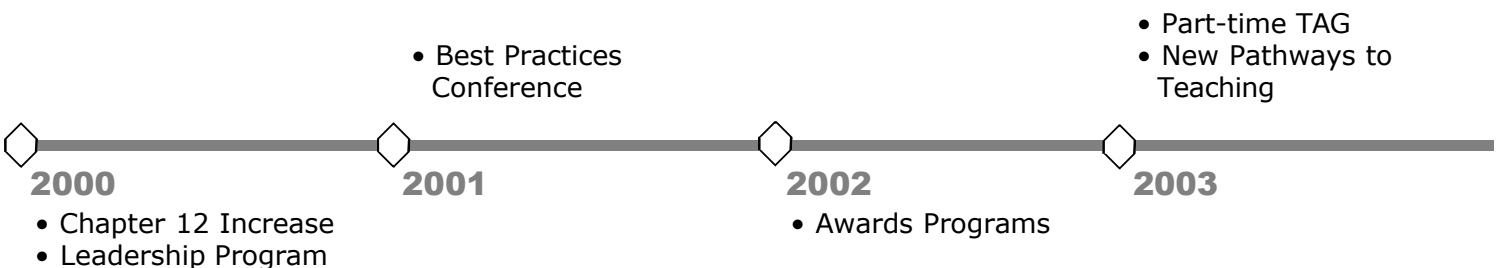 • Part-time TAG
• New Pathways to
Teaching
• Best Practices
Conference
2000
2001
2002
2003
• Chapter 12 Increase
• Leadership Program
• Awards Programs